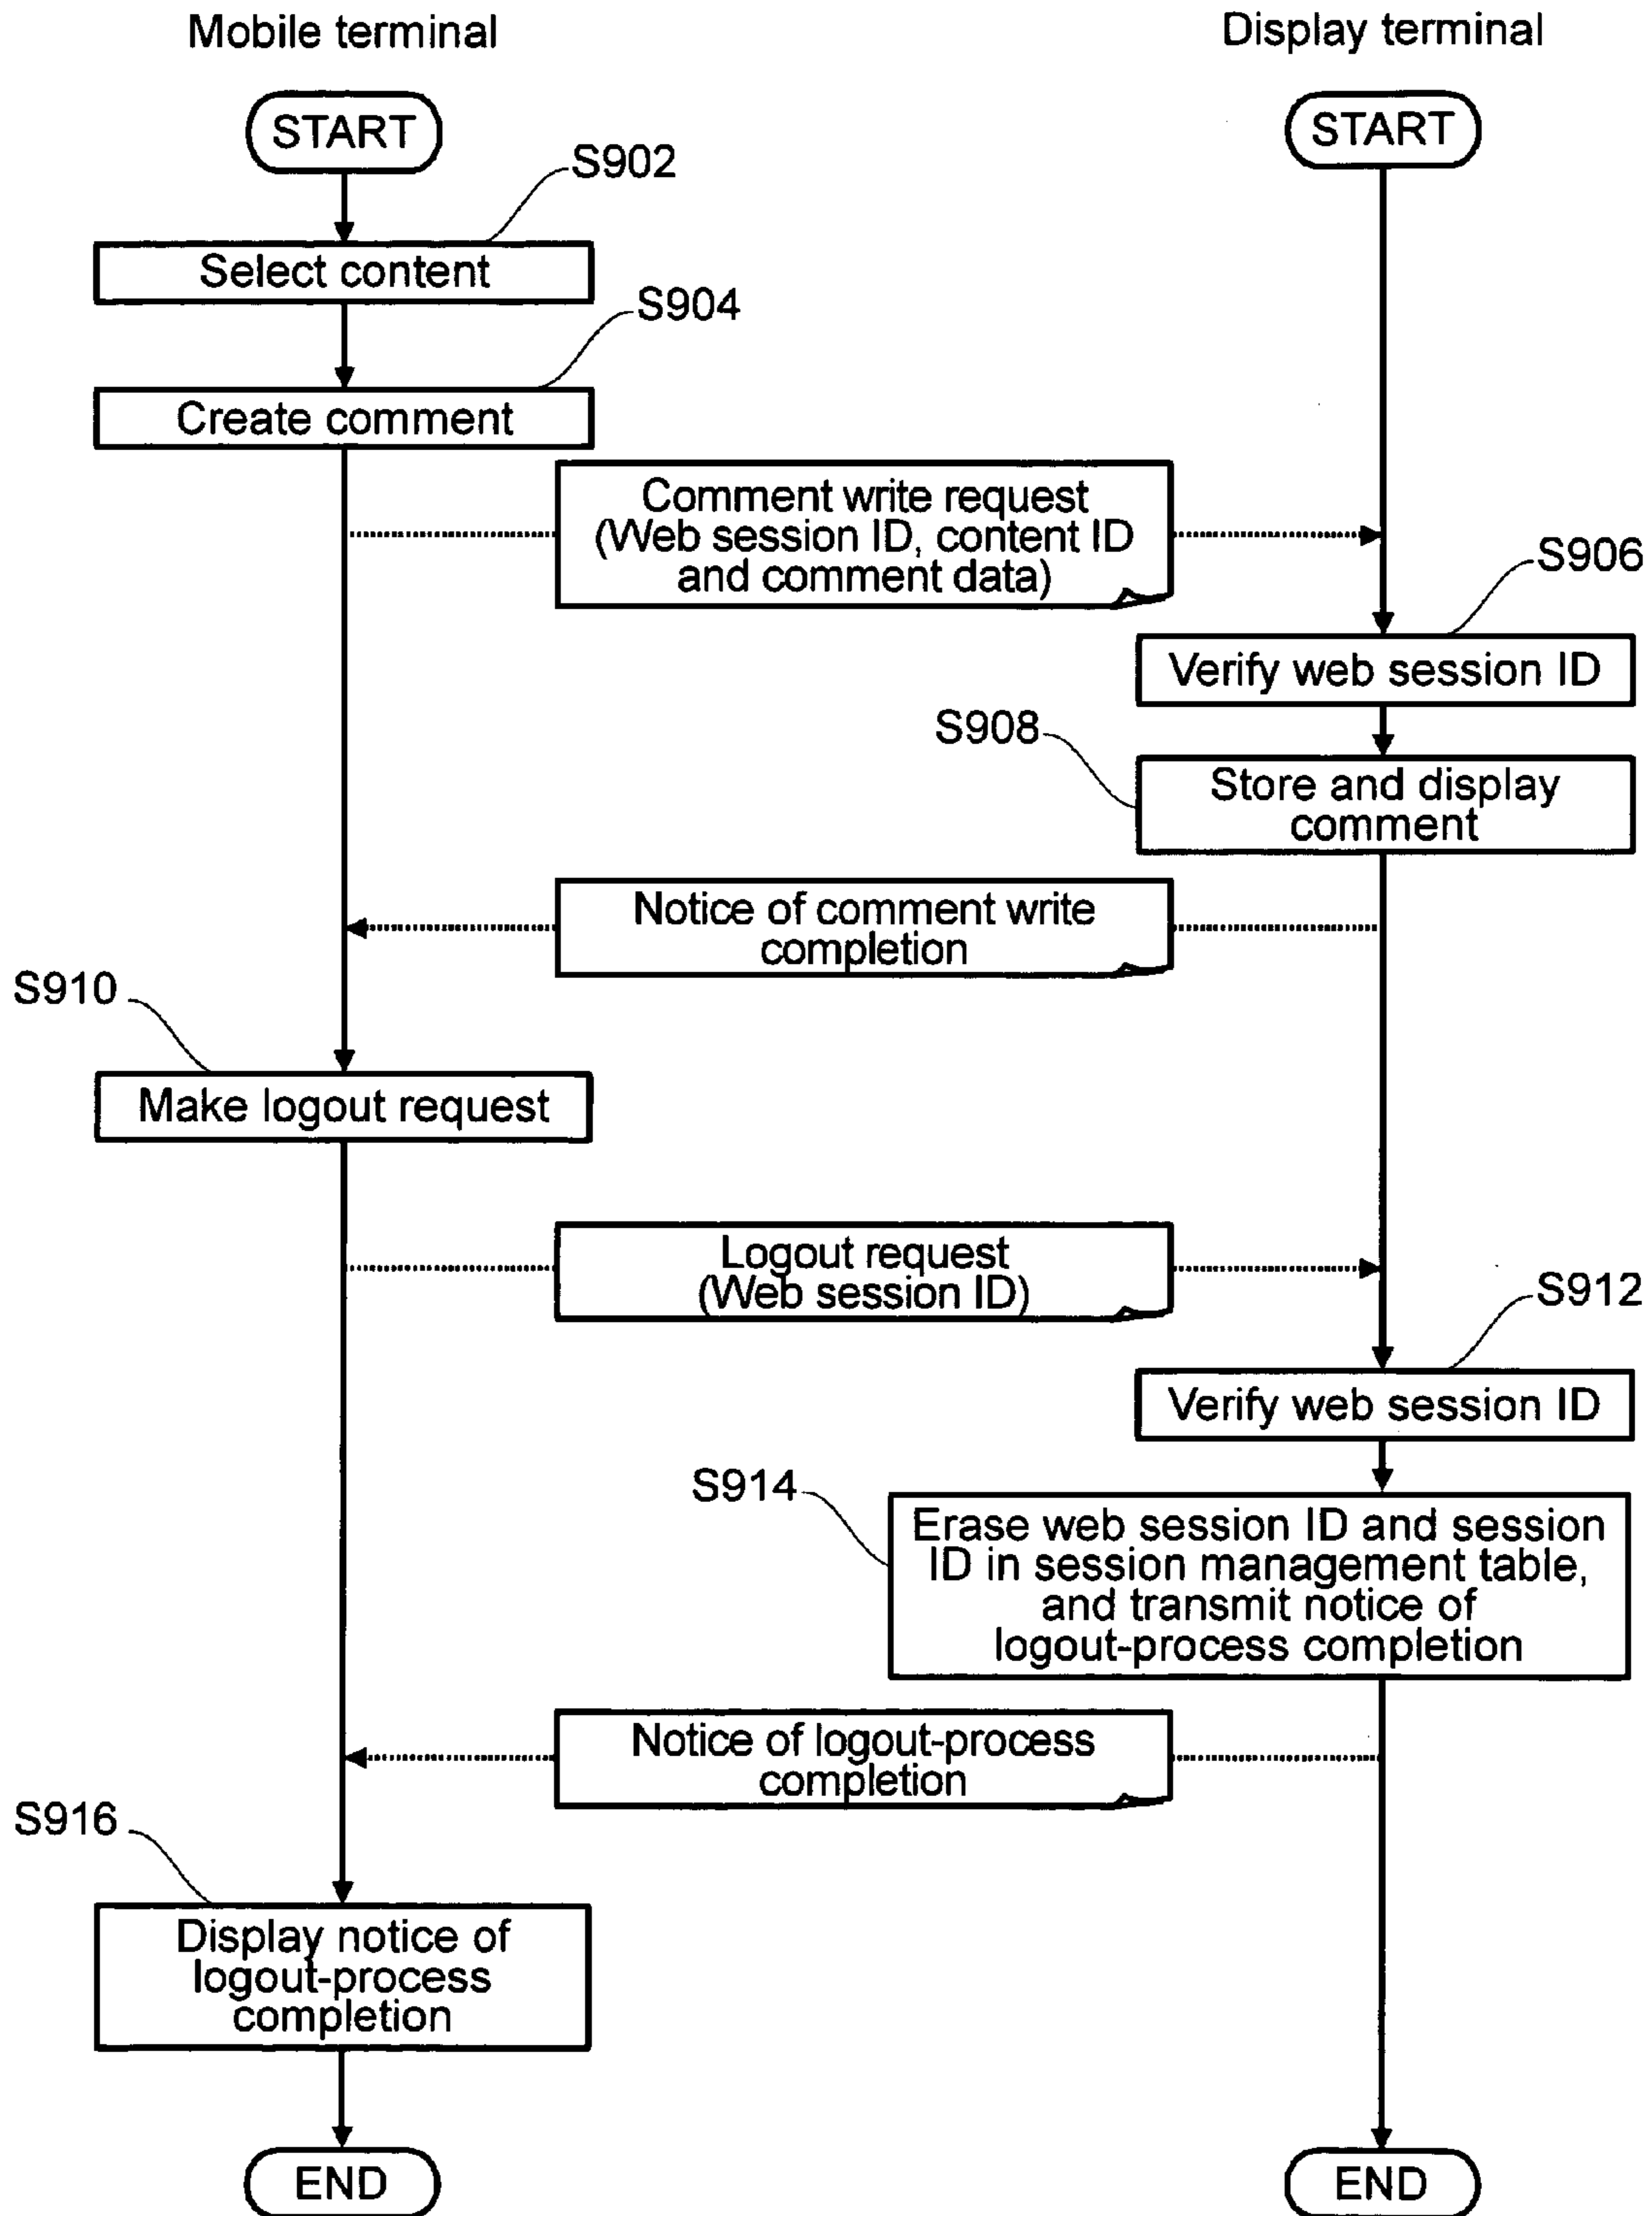 Mobile terminal
Display terminal
START
START
S902
Select content
S904
Create comment
Comment write request
(Web session ID, content ID
and comment data)
S906
Verify web session ID
S908
Store and display
comment
Notice of comment write
completion
S910
Make logout request
Logout request
(Web session ID)
S912
Verify web session ID
S914
Erase web session ID and session
ID in session management table,
and transmit notice of
logout-process completion
Notice of logout-process
completion
S916
Display notice of
logout-process
completion
END
END